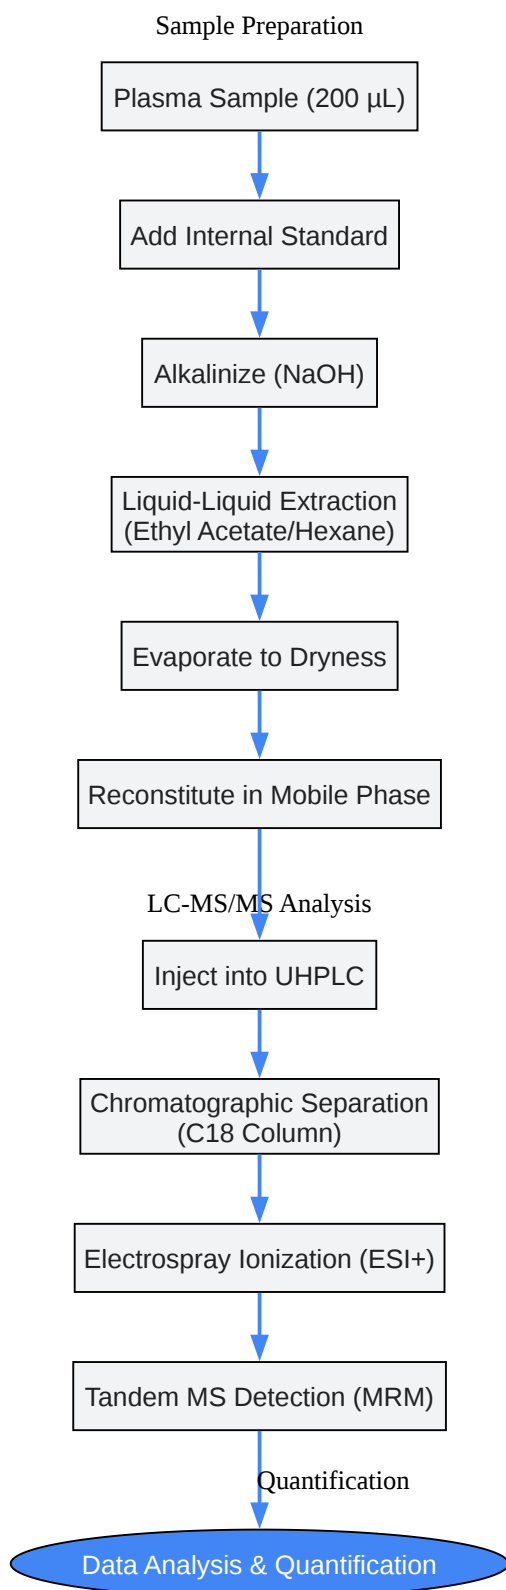 Sample Preparation
Plasma Sample (200 µL)
Add Internal Standard
Alkalinize (NaOH)
Liquid-Liquid Extraction
(Ethyl Acetate/Hexane)
Evaporate to Dryness
Reconstitute in Mobile Phase
LC-MS/MS Analysis
Inject into UHPLC
Chromatographic Separation
(C18 Column)
Electrospray Ionization (ESI+)
Tandem MS Detection (MRM)
Quantification
Data Analysis & Quantification